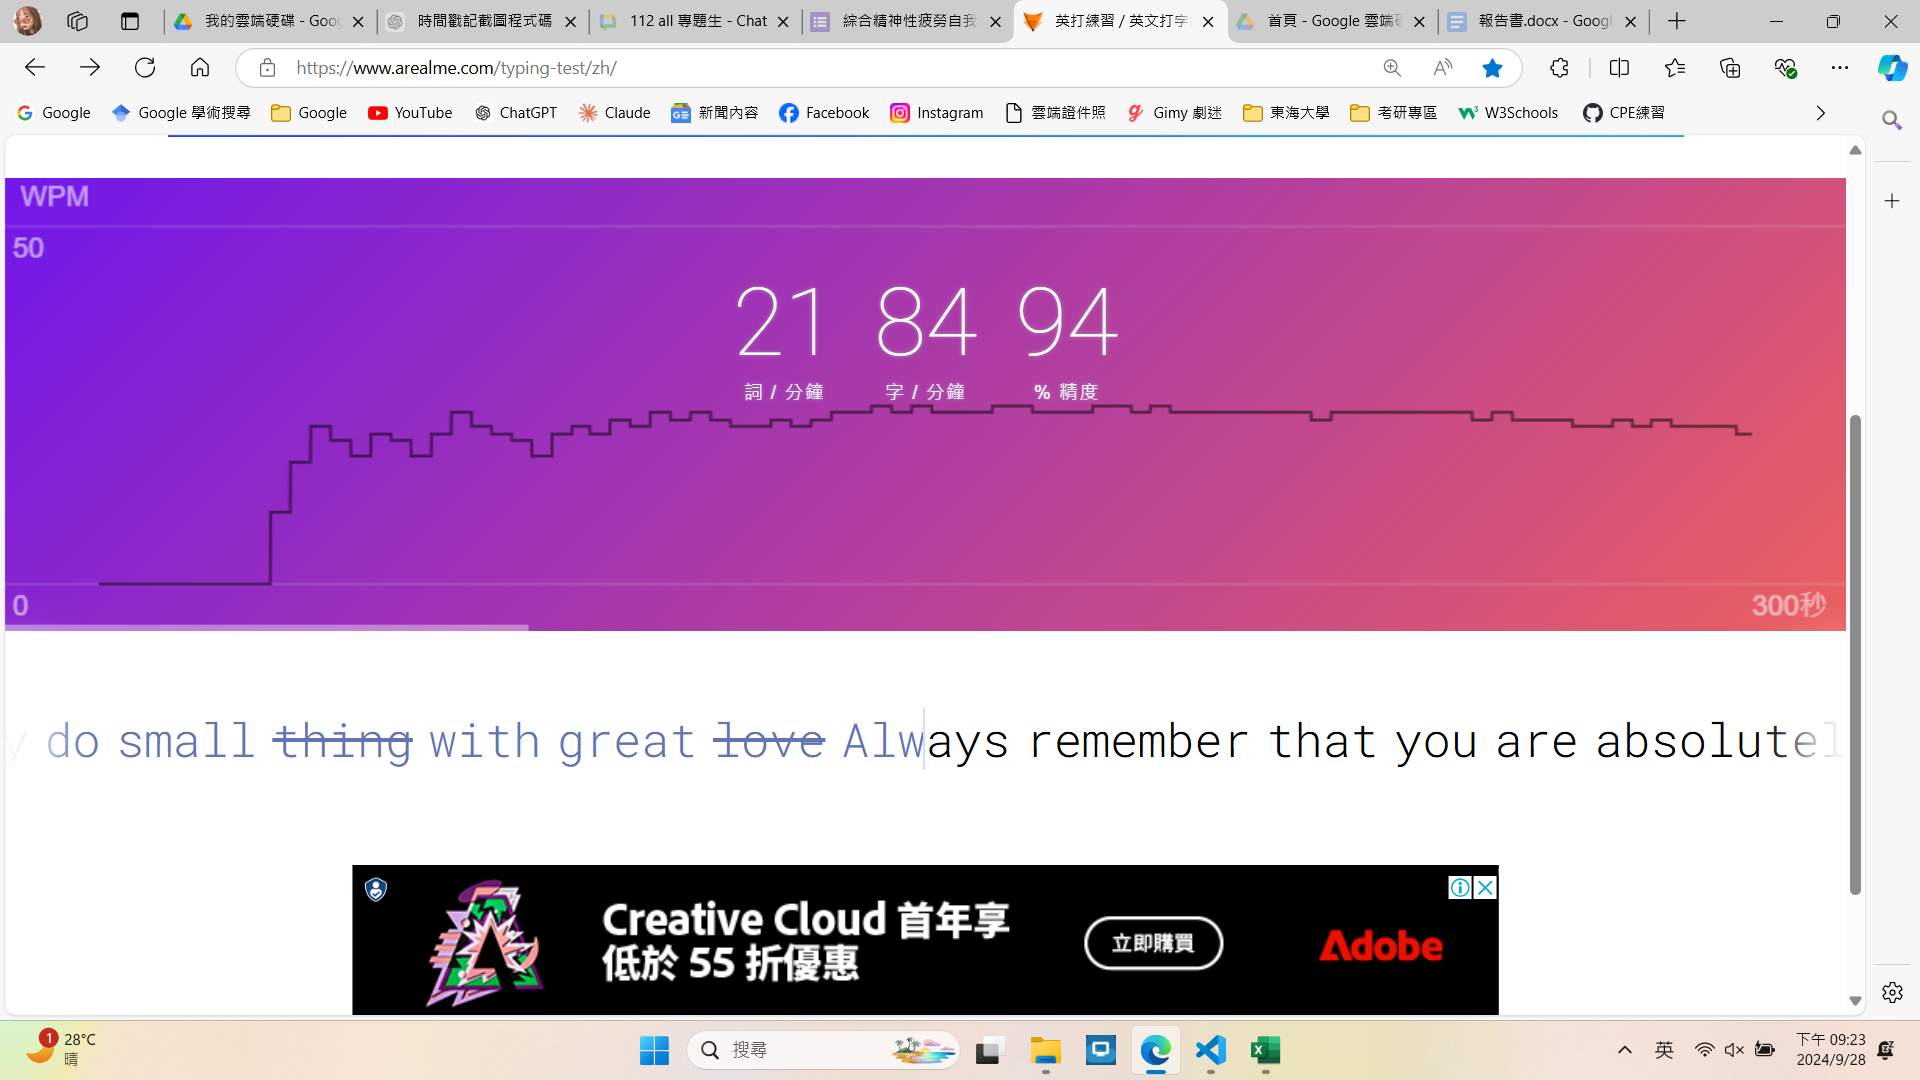 我的雲端硬碟 - Goog
時間戳記截圖程式碼
112 all 專題生 - Chat
綜合精神性疲勞自我
英打練習 / 英文打字
首頁 - Google 雲端硬
報告書.docx - Googl
https://www.arealme.com/typing-test/zh/
Google
Google 學術搜尋
Google
YouTube
ChatGPT
Claude
新聞內容
Facebook
Instagram
雲端證件照
Gimy 劇迷
東海大學
考研專區
W3Schools
CPE練習
WPM
50
21 84 94
詞 / 分鐘 字 / 分鐘 % 精度
0
300秒
y do small thing with great love Always remember that you are absolutel
Creative Cloud 首年享
低於 55 折優惠
立即購買
Adobe
1
28°C
晴
搜尋
英
下午 09:23
2024/9/28